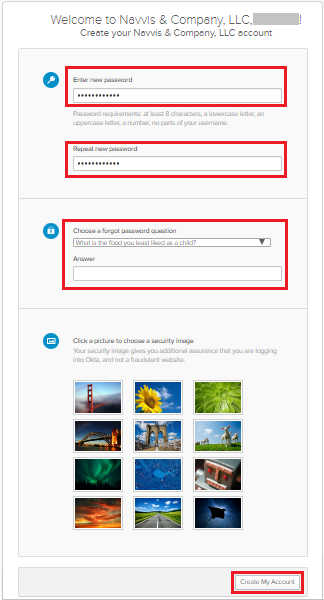 Welcome to Navvis & Company, LLC, !
Create your Navvis & Company, LLC account
Enter new password
••••••••••••
Password requirements: at least 8 characters, a lowercase letter, an
uppercase letter, a number, no parts of your username.
Repeat new password
••••••••••••
Choose a forgot password question
What is the food you least liked as a child?
Answer
Click a picture to choose a security image
Your security image gives you additional assurance that you are logging
into Okta, and not a fraudulent website.
Create My Account